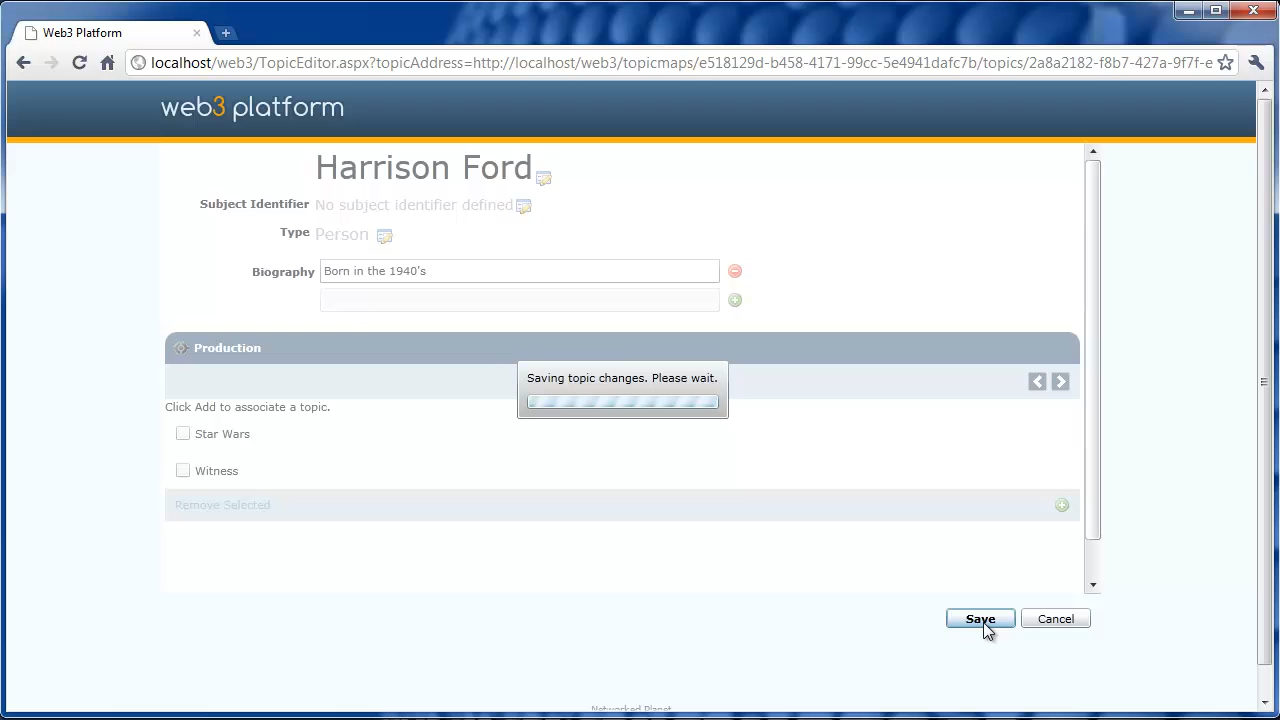 Web3 Platform
localhost/web3/TopicEditor.aspx?topicAddress=http://localhost/web3/topicmaps/e518129d-b458-4171-99cc-5e4941dafc7b/topics/2a8a2182-f8b7-427a-9f7f-e
web3 platform
Harrison Ford
Subject Identifier No subject identifier defined
Type Person
Biography Born in the 1940's
Production
Saving topic changes. Please wait.
Click Add to associate a topic.
Star Wars
Witness
Remove Selected
Save Cancel
Networked Planet